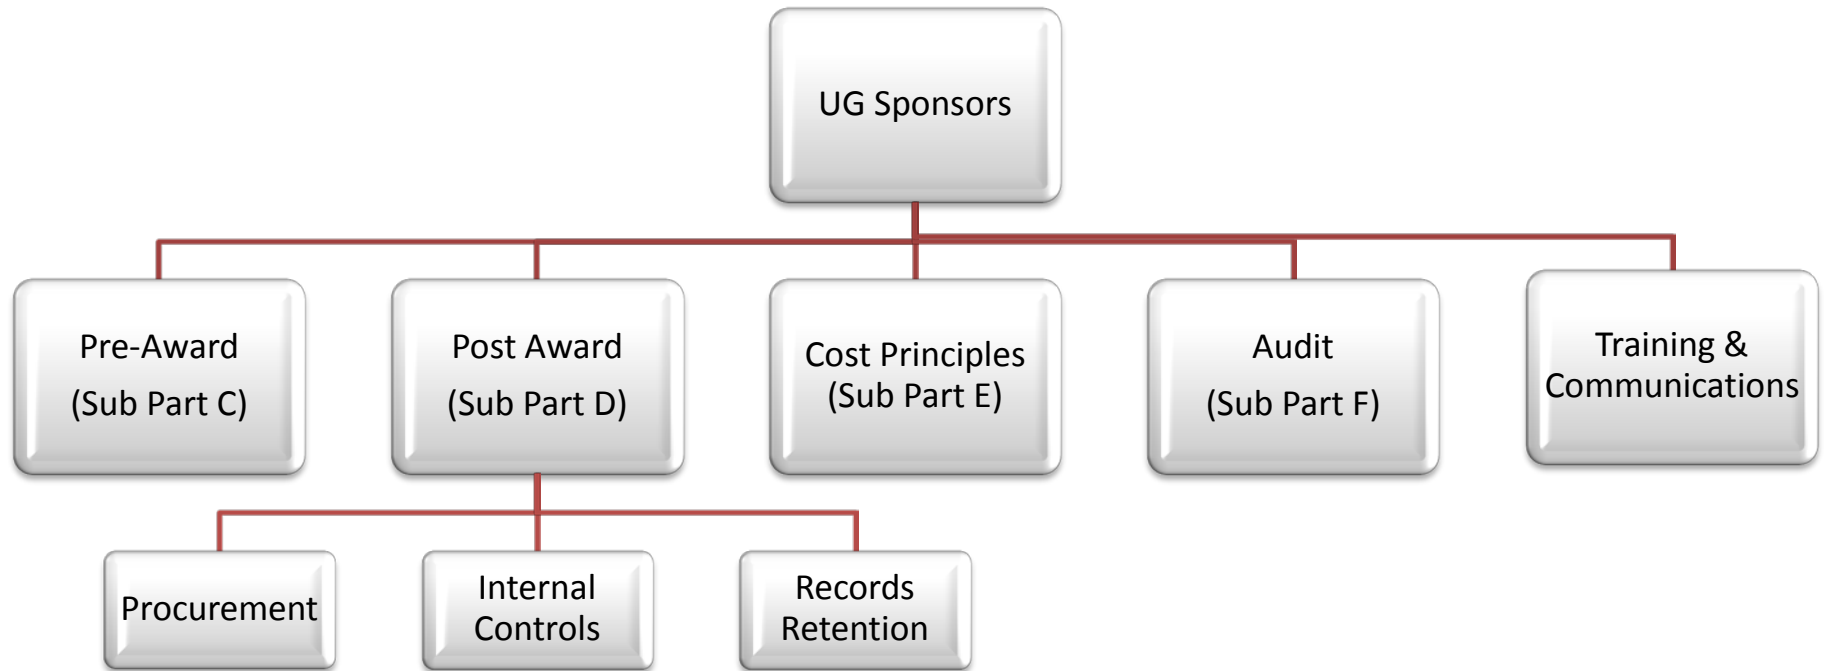 UG Sponsors
Pre-Award
(Sub Part C)
Post Award
(Sub Part D)
Cost Principles
(Sub Part E)
Audit
(Sub Part F)
Training &
Communications
Procurement
Internal
Controls
Records
Retention